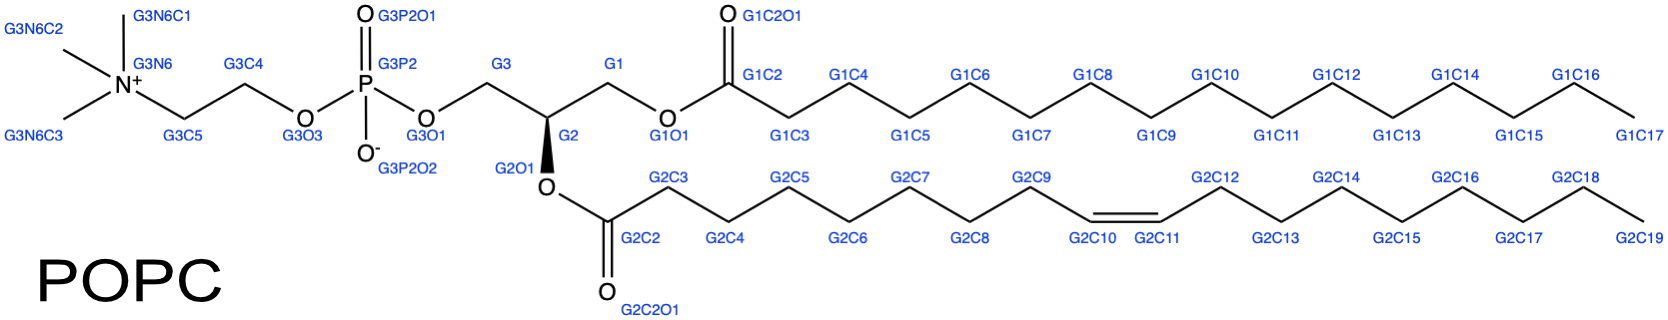 G3N6C1 G3P2O1 O O G1C2O1
G3N6C2
G3N6 G3C4 G3P2 G3 G1 G1C2 G1C4 G1C6 G1C8 G1C10 G1C12 G1C14 G1C16
N+ P
O O O
G3N6C3 G3C5 G3O3 G3O1 G2 G1O1 G1C3 G1C5 G1C7 G1C9 G1C11 G1C13 G1C15 G1C17
O- G3P2O2 G2O1
O G2C3 G2C5 G2C7 G2C9 G2C12 G2C14 G2C16 G2C18
G2C2 G2C4 G2C6 G2C8 G2C10 G2C11 G2C13 G2C15 G2C17 G2C19
POPC
O
G2C2O1